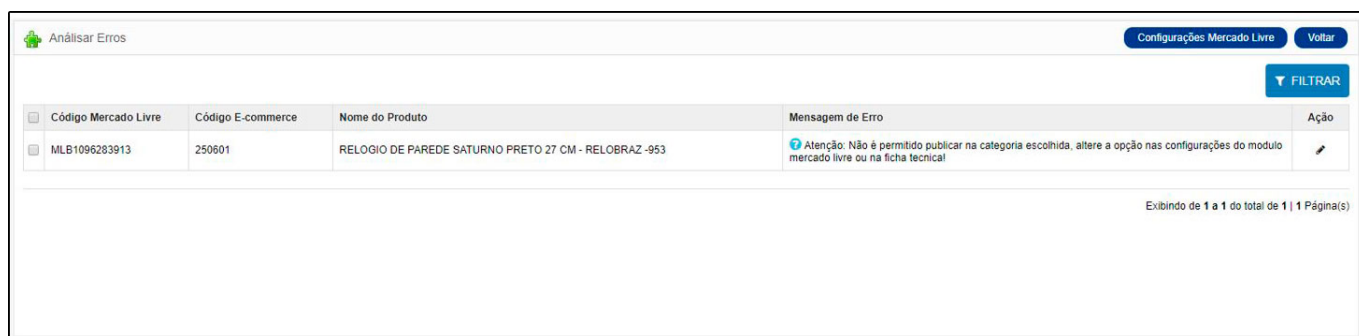 Análisar Erros
Configurações Mercado Livre
Voltar
FILTRAR
Código Mercado Livre
Código E-commerce
Nome do Produto
Mensagem de Erro
Ação
MLB1096283913
250601
RELOGIO DE PAREDE SATURNO PRETO 27 CM - RELOBRAZ -953
Atenção: Não é permitido publicar na categoria escolhida, altere a opção nas configurações do modulo
mercado livre ou na ficha tecnica!
Exibindo de 1 a 1 do total de 1 | 1 Página(s)